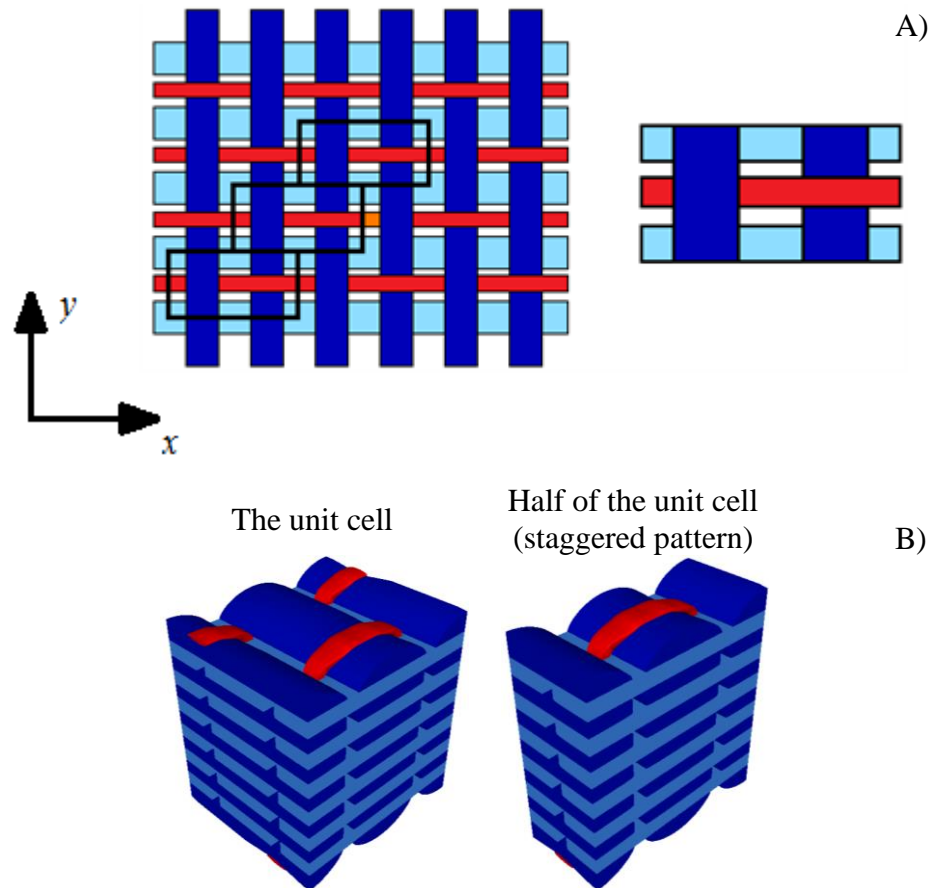 A)
y
x
The unit cell
Half of the unit cell
(staggered pattern)
B)